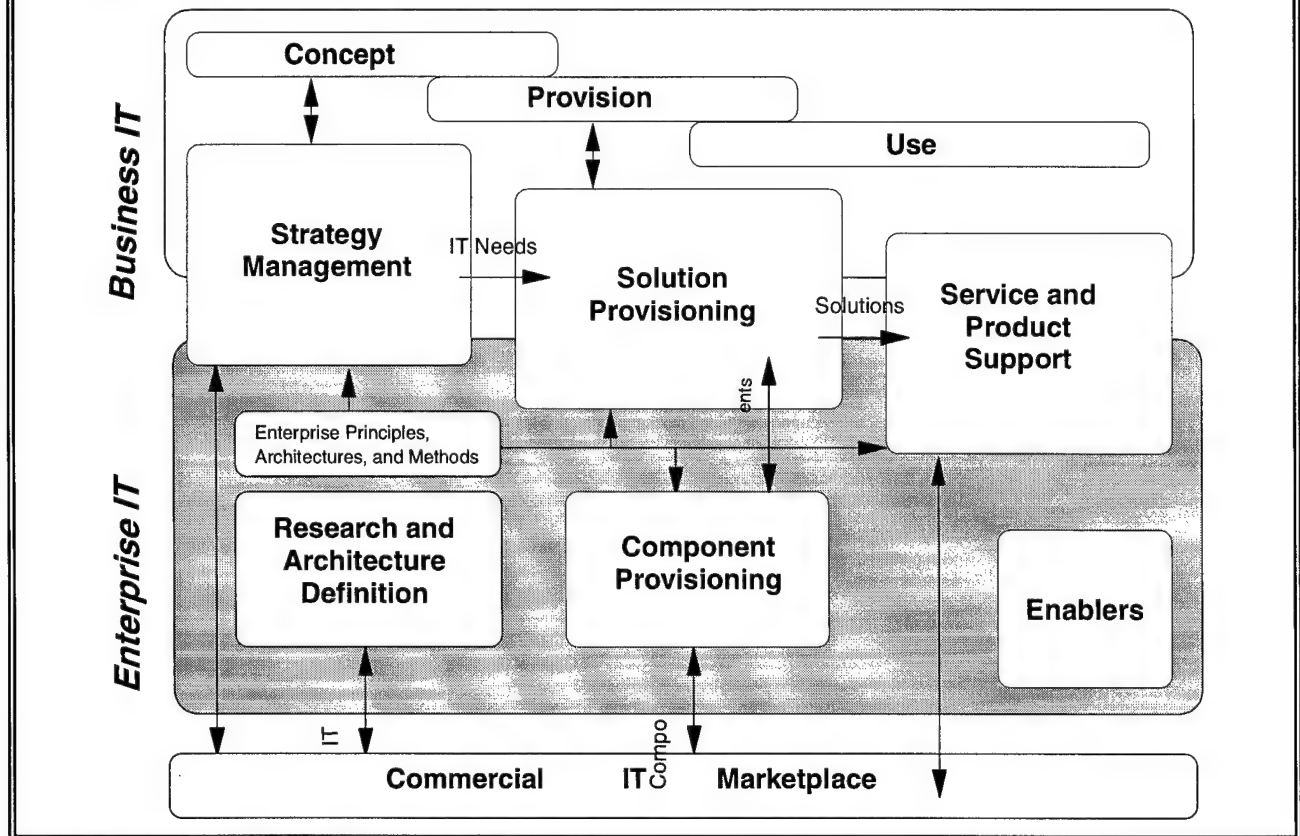 Concept
Provision
Use
Business IT
Strategy
Management
IT Needs
Solution
Provisioning
Solutions
Service and
Product
Support
ents
Enterprise Principles,
Architectures, and Methods
Enterprise IT
Research and
Architecture
Definition
Component
Provisioning
Enablers
IT
Compo
Commercial IT Marketplace